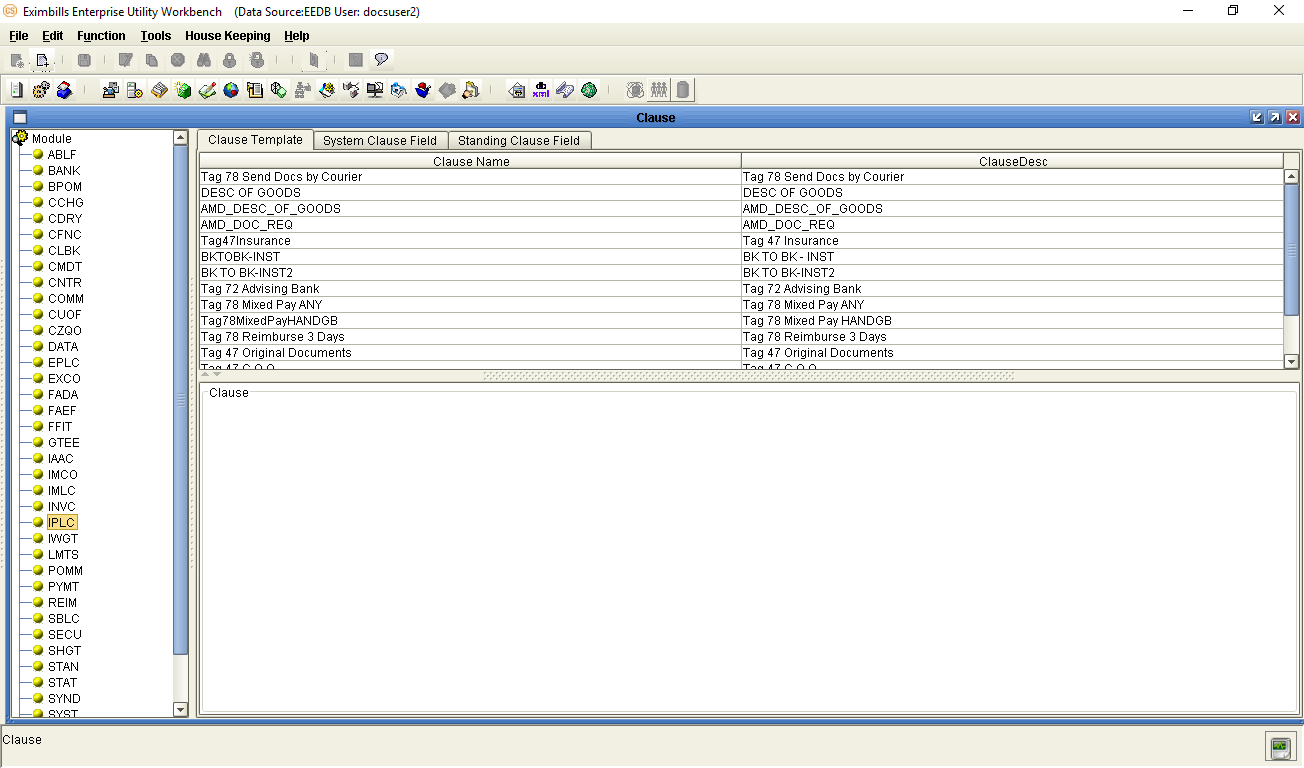 Eximbills Enterprise Utility Workbench (Data Source:EEDB User: docsuser2)
File Edit Function Tools House Keeping Help
Clause
Module
ABLF
BANK
BPOM
CCHG
CDRY
CFNC
CLBK
CMDT
CNTR
COMM
CUOF
CZQO
DATA
EPLC
EXCO
FADA
FAEF
FFIT
GTEE
IAAC
IMCO
IMLC
INVC
IPLC
IWGT
LMTS
POMM
PYMT
REIM
SBLC
SECU
SHGT
STAN
STAT
SYND
SYST
Clause Template System Clause Field Standing Clause Field
Clause Name ClauseDesc
Tag 78 Send Docs by Courier Tag 78 Send Docs by Courier
DESC OF GOODS DESC OF GOODS
AMD_DESC_OF_GOODS AMD_DESC_OF_GOODS
AMD_DOC_REQ AMD_DOC_REQ
Tag47Insurance Tag 47 Insurance
BKTOBK-INST BK TO BK - INST
BK TO BK-INST2 BK TO BK-INST2
Tag 72 Advising Bank Tag 72 Advising Bank
Tag 78 Mixed Pay ANY Tag 78 Mixed Pay ANY
Tag78MixedPayHANDGB Tag 78 Mixed Pay HANDGB
Tag 78 Reimburse 3 Days Tag 78 Reimburse 3 Days
Tag 47 Original Documents Tag 47 Original Documents
Tag 47 C.O.O Tag 47 C.O.O
Clause
Clause